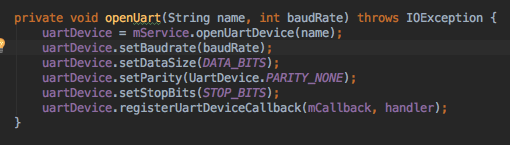 private void openUart(String name, int baudRate) throws IOException {
    uartDevice = mService.openUartDevice(name);
    uartDevice.setBaudrate(baudRate);
    uartDevice.setDataSize(DATA_BITS);
    uartDevice.setParity(UartDevice.PARITY_NONE);
    uartDevice.setStopBits(STOP_BITS);
    uartDevice.registerUartDeviceCallback(mCallback, handler);
}